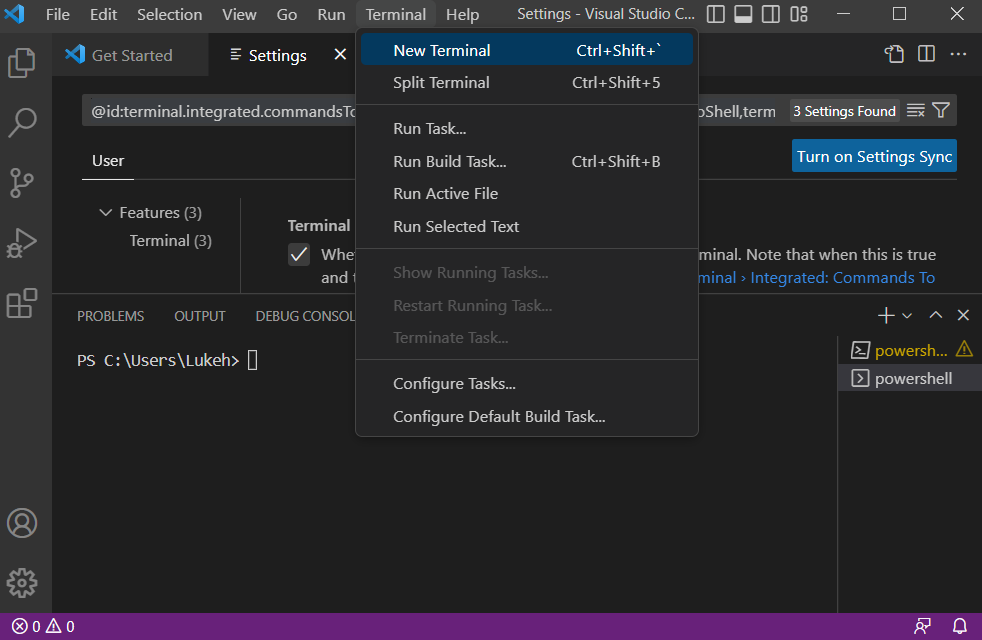 File Edit Selection View Go Run Terminal Help Settings - Visual Studio C...
Get Started Settings
New Terminal Ctrl+Shift+`
Split Terminal Ctrl+Shift+5
@id:terminal.integrated.commandsTo oShell,term 3 Settings Found
Run Task...
Run Build Task... Ctrl+Shift+B
User Turn on Settings Sync
Run Active File
Features (3)
Terminal Run Selected Text
Terminal (3)
Whe minal. Note that when this is true
Show Running Tasks...
and t minal › Integrated: Commands To
Restart Running Task...
PROBLEMS OUTPUT DEBUG CONSOL
Terminate Task...
PS C:\Users\Lukeh> powersh...
powershell
Configure Tasks...
Configure Default Build Task...
0 0